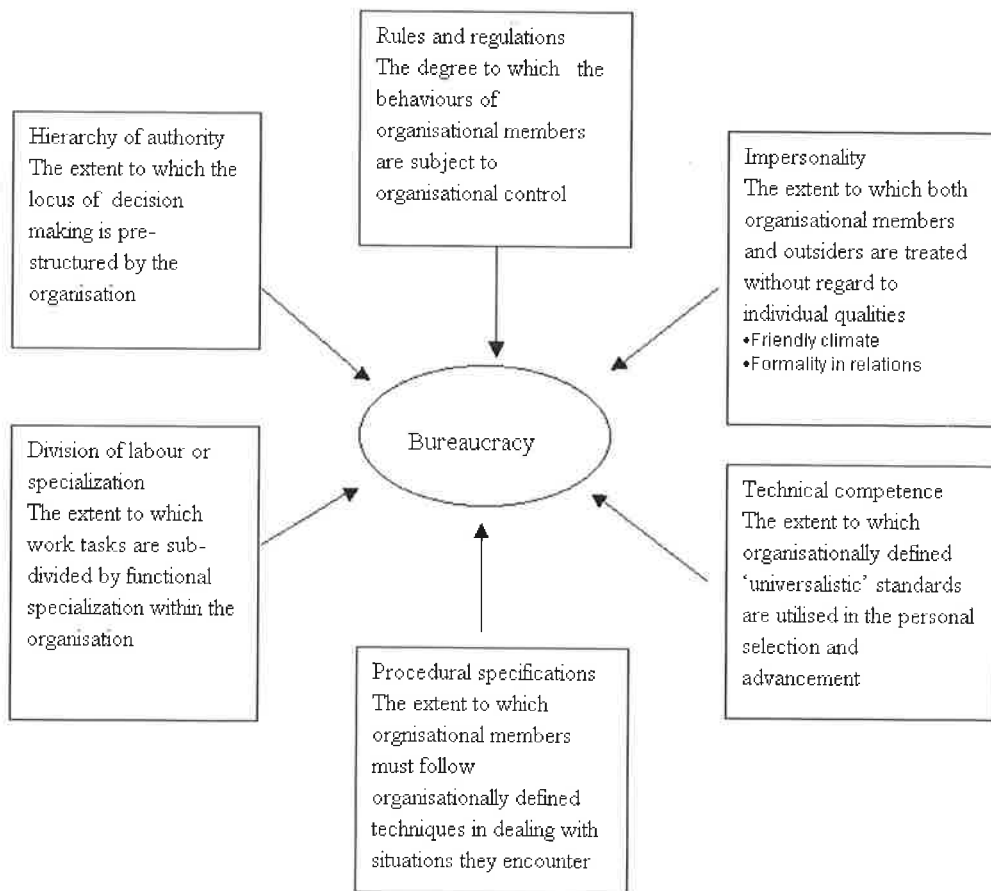 Rules and regulations
The degree to which the
behaviours of
organisational members
are subject to
organisational control
Hierarchy of authority
The extent to which the
locus of decision
making is pre-
structured by the
organisation
Impersonality
The extent to which both
organisational members
and outsiders are treated
without regard to
individual qualities
•Friendly climate
•Formality in relations
Bureaucracy
Division of labour or
specialization
The extent to which
work tasks are sub-
divided by functional
specialization within the
organisation
Technical competence
The extent to which
organisationally defined
‘universalistic’ standards
are utilised in the personal
selection and
advancement
Procedural specifications
The extent to which
orgnisational members
must follow
organisationally defined
techniques in dealing with
situations they encounter